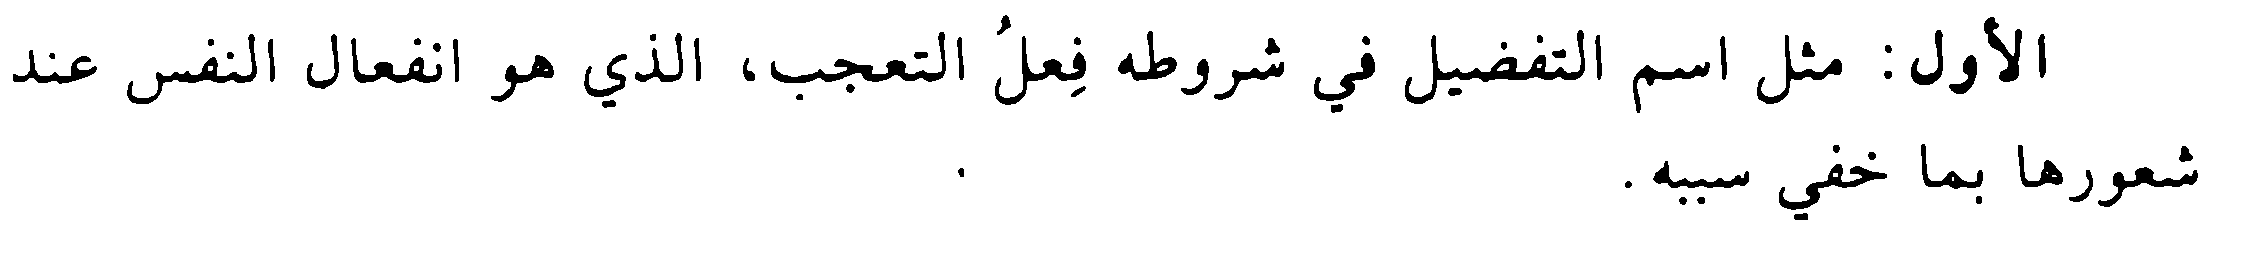 الأول: مثل اسم التفضيل في شروطه فِعلُ التعجب، الذي هو انفعال النفس عند
شعورها بما خفي سببه.